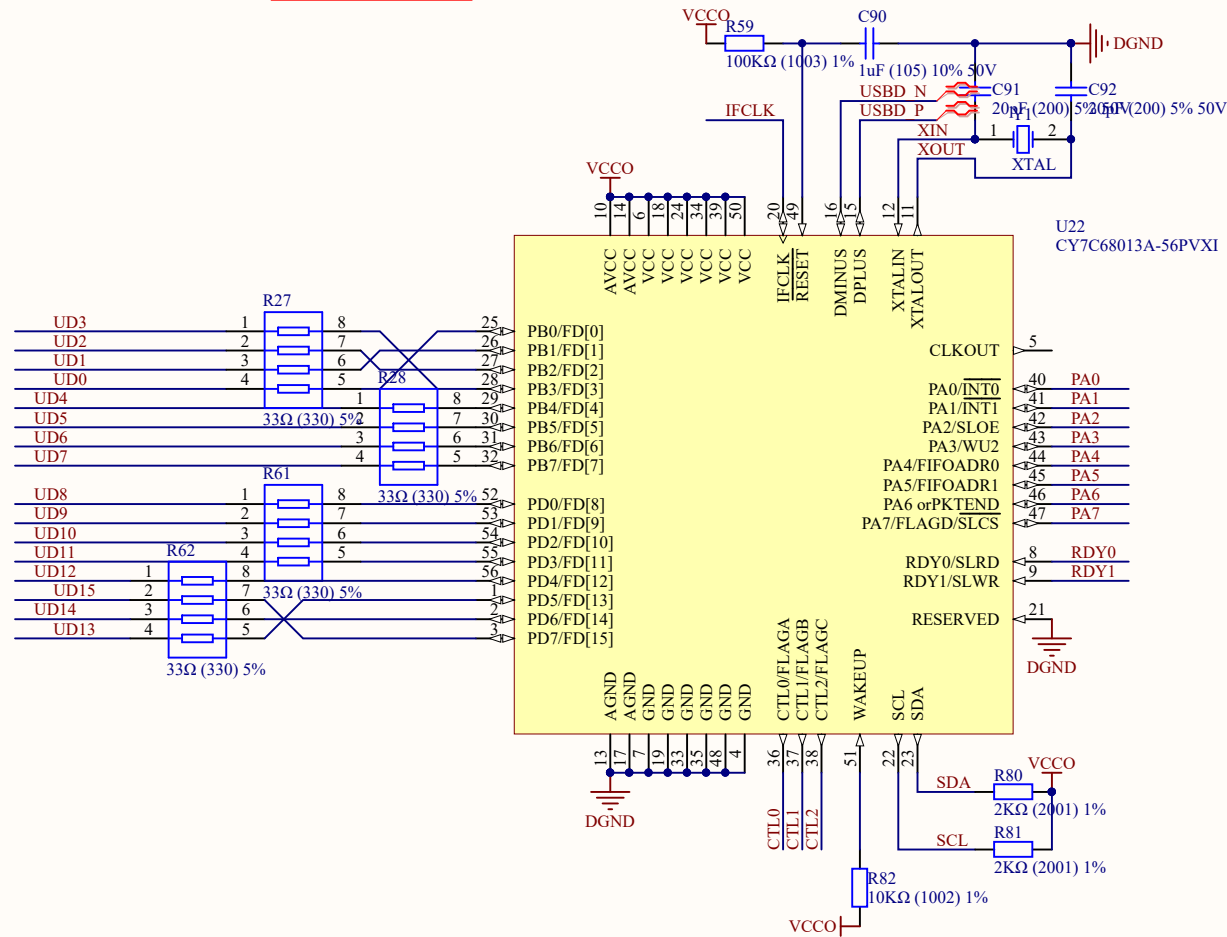 VCCO
R59
100KΩ (1003) 1%
C90
1uF (105) 10% 50V
DGND
USBD_N
USBD_P
C91
20pF (200) 5% 50V
C92
20pF (200) 5% 50V
Y1
1
2
XTAL
IFCLK
XIN
XOUT
VCCO
10
14
6
18
24
34
39
50
20
49
16
15
12
11
U22
CY7C68013A-56PVXI
AVCC
AVCC
VCC
VCC
VCC
VCC
VCC
VCC
IFCLK
RESET
DMINUS
DPLUS
XTALIN
XTALOUT
R27
UD3 1 8 25 PB0/FD[0]
UD2 2 7 26 PB1/FD[1]
UD1 3 6 27 PB2/FD[2]
UD0 4 5 28 PB3/FD[3]
33Ω (330) 5%
R28
UD4 1 8 29 PB4/FD[4]
UD5 2 7 30 PB5/FD[5]
UD6 3 6 31 PB6/FD[6]
UD7 4 5 32 PB7/FD[7]
33Ω (330) 5%
R61
UD8 1 8 52 PD0/FD[8]
UD9 2 7 53 PD1/FD[9]
UD10 3 6 54 PD2/FD[10]
UD11 4 5 55 PD3/FD[11]
33Ω (330) 5%
R62
UD12 1 8 56 PD4/FD[12]
UD15 2 7 1 PD5/FD[13]
UD14 3 6 2 PD6/FD[14]
UD13 4 5 3 PD7/FD[15]
33Ω (330) 5%
CLKOUT 5
PA0/INT0 40 PA0
PA1/INT1 41 PA1
PA2/SLOE 42 PA2
PA3/WU2 43 PA3
PA4/FIFOADR0 44 PA4
PA5/FIFOADR1 45 PA5
PA6 orPKTEND 46 PA6
PA7/FLAGD/SLCS 47 PA7
RDY0/SLRD 8 RDY0
RDY1/SLWR 9 RDY1
RESERVED 21
DGND
AGND
AGND
GND
GND
GND
GND
GND
GND
CTL0/FLAGA
CTL1/FLAGB
CTL2/FLAGC
WAKEUP
SCL
SDA
13
17
7
19
33
35
48
4
36
37
38
51
22
23
DGND
CTL0
CTL1
CTL2
SDA
R80
2KΩ (2001) 1%
VCCO
SCL
R81
2KΩ (2001) 1%
R82
10KΩ (1002) 1%
VCCO